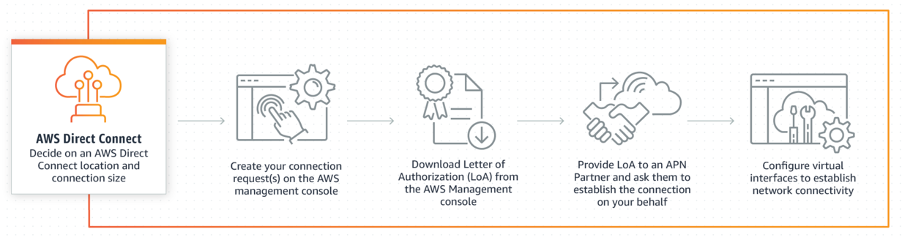 AWS Direct Connect
Decide on an AWS Direct
Connect location and
connection size
Create your connection
request(s) on the AWS
management console
Download Letter of
Authorization (LoA) from
the AWS Management
console
Provide LoA to an APN
Partner and ask them to
establish the connection
on your behalf
Configure virtual
interfaces to establish
network connectivity